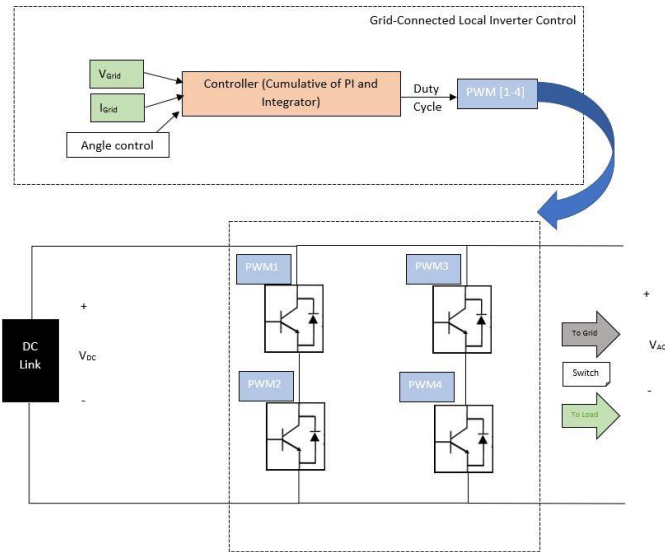 Grid-Connected Local Inverter Control
VGrid
IGrid
Angle control
Controller (Cumulative of PI and
Integrator)
Duty
Cycle
PWM [1-4]
PWM1
PWM3
DC
Link
+
VDC
-
PWM2
PWM4
+
To Grid
VAC
Switch
-
To Load